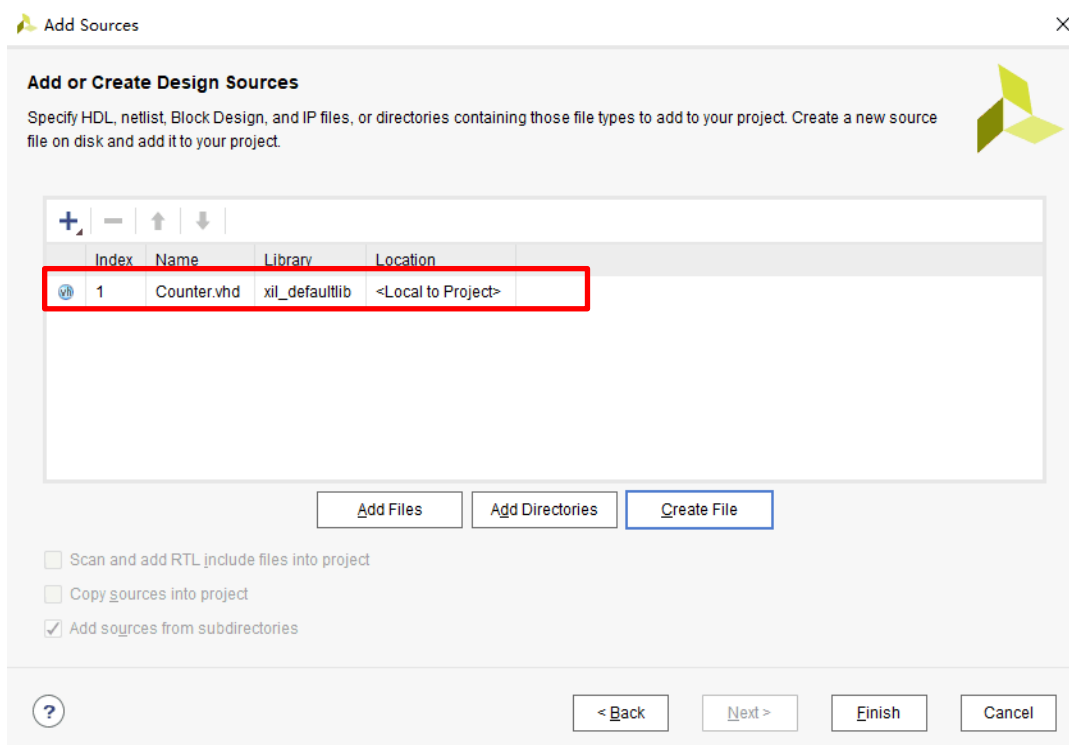 Add Sources
Add or Create Design Sources
Specify HDL, netlist, Block Design, and IP files, or directories containing those file types to add to your project. Create a new source
file on disk and add it to your project.
Index Name Library Location
vh 1 Counter.vhd xil_defaultlib <Local to Project>
Add Files Add Directories Create File
Scan and add RTL include files into project
Copy sources into project
Add sources from subdirectories
? < Back Next > Finish Cancel